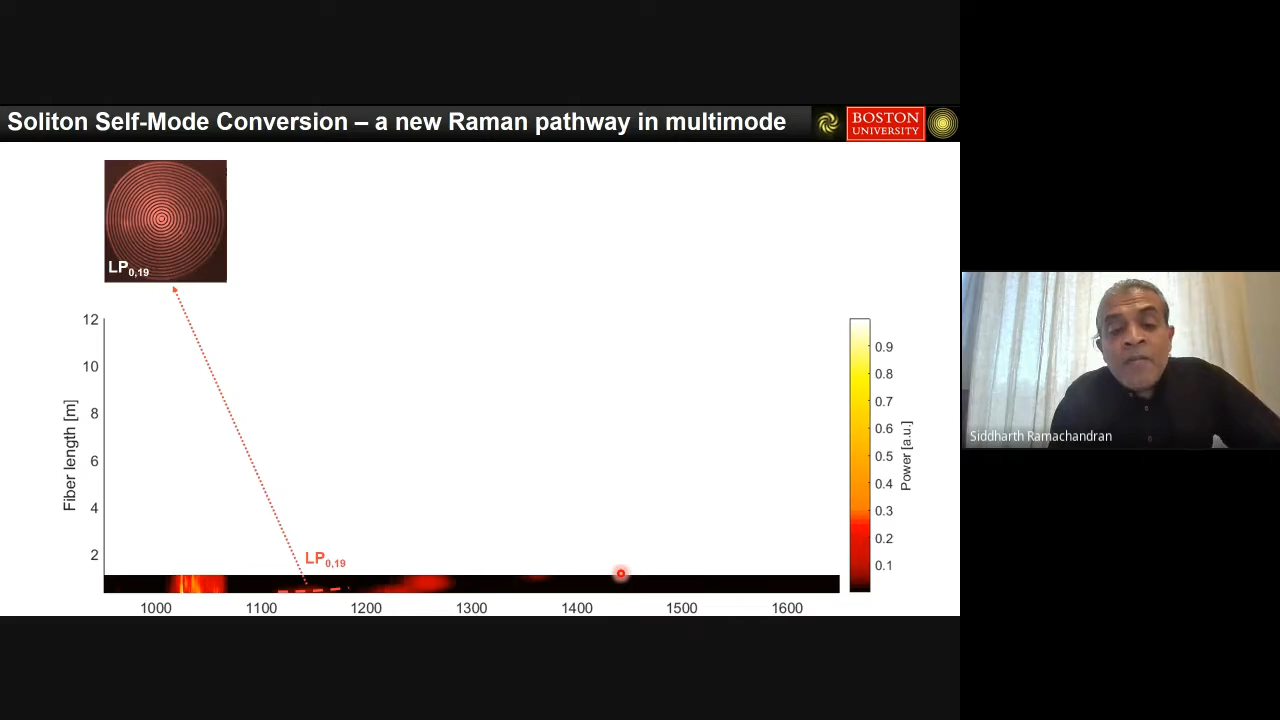 Soliton Self-Mode Conversion – a new Raman pathway in multimode
BOSTON
UNIVERSITY
LP0,19
12
10
8
6
4
2
Fiber length [m]
LP0,19
1000 1100 1200 1300 1400 1500 1600
0.9
0.8
0.7
0.6
0.5
0.4
0.3
0.2
0.1
Power [a.u.]
Siddharth Ramachandran